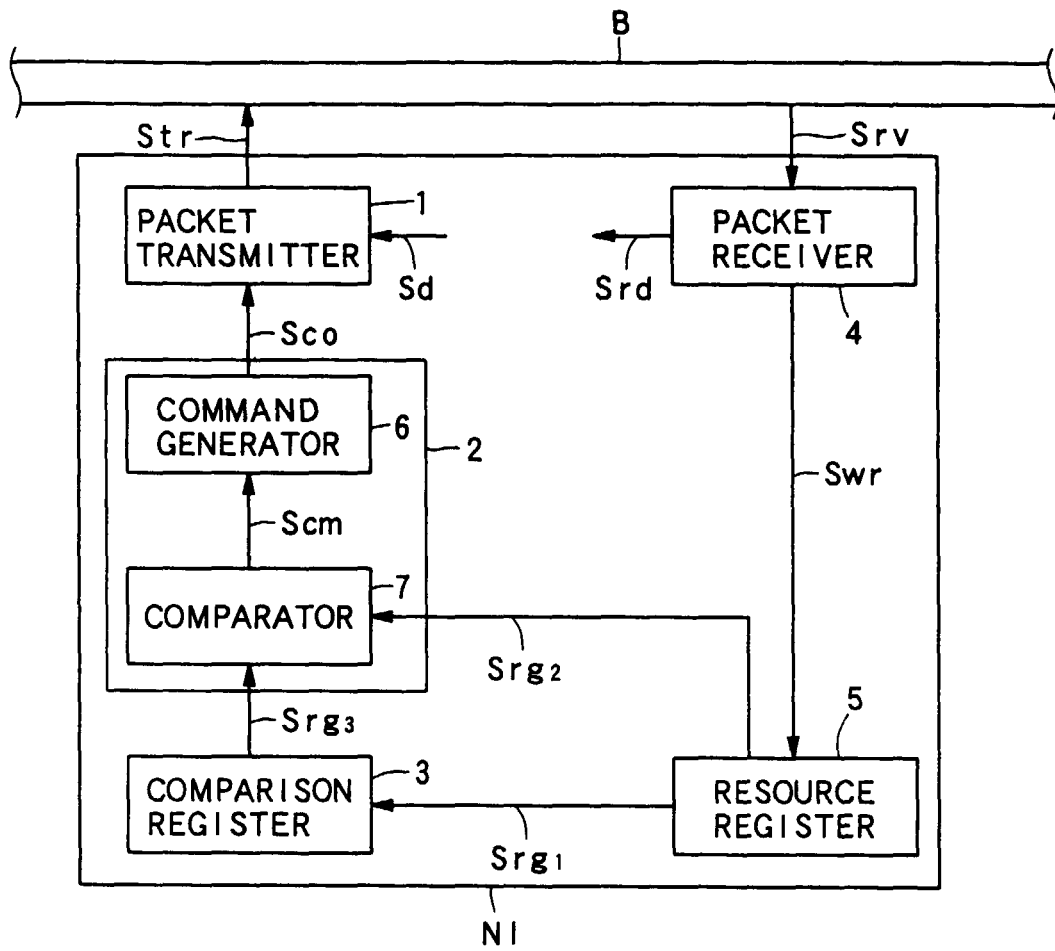 B
Str
Srv
1
PACKET
TRANSMITTER
Sd
Srd
PACKET
RECEIVER
4
Sco
COMMAND
GENERATOR
6
2
Scm
Swr
7
COMPARATOR
Srg2
5
Srg3
3
COMPARISON
REGISTER
Srg1
RESOURCE
REGISTER
NI